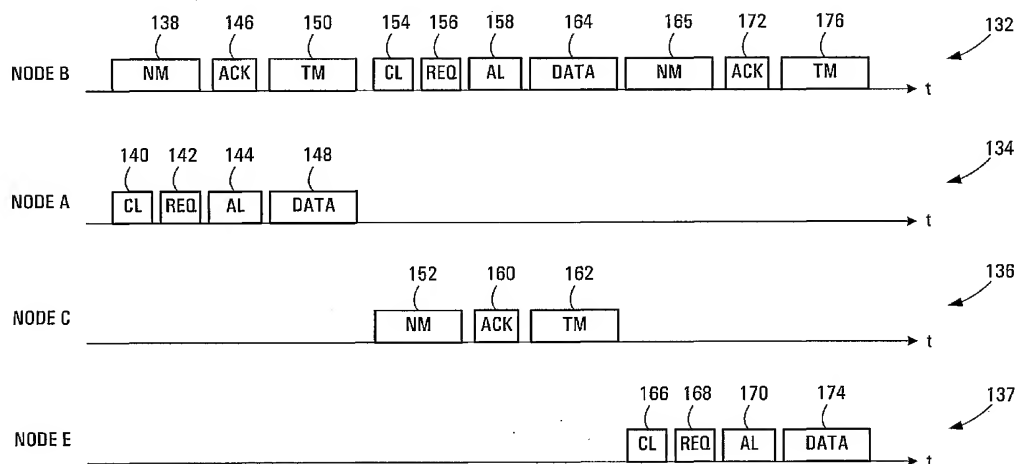 138 146 150 154 156 158 164 165 172 176 132
NODE B NM ACK TM CL REQ AL DATA NM ACK TM t
140 142 144 148 134
NODE A CL REQ AL DATA t
152 160 162 136
NODE C NM ACK TM t
166 168 170 174 137
NODE E CL REQ AL DATA